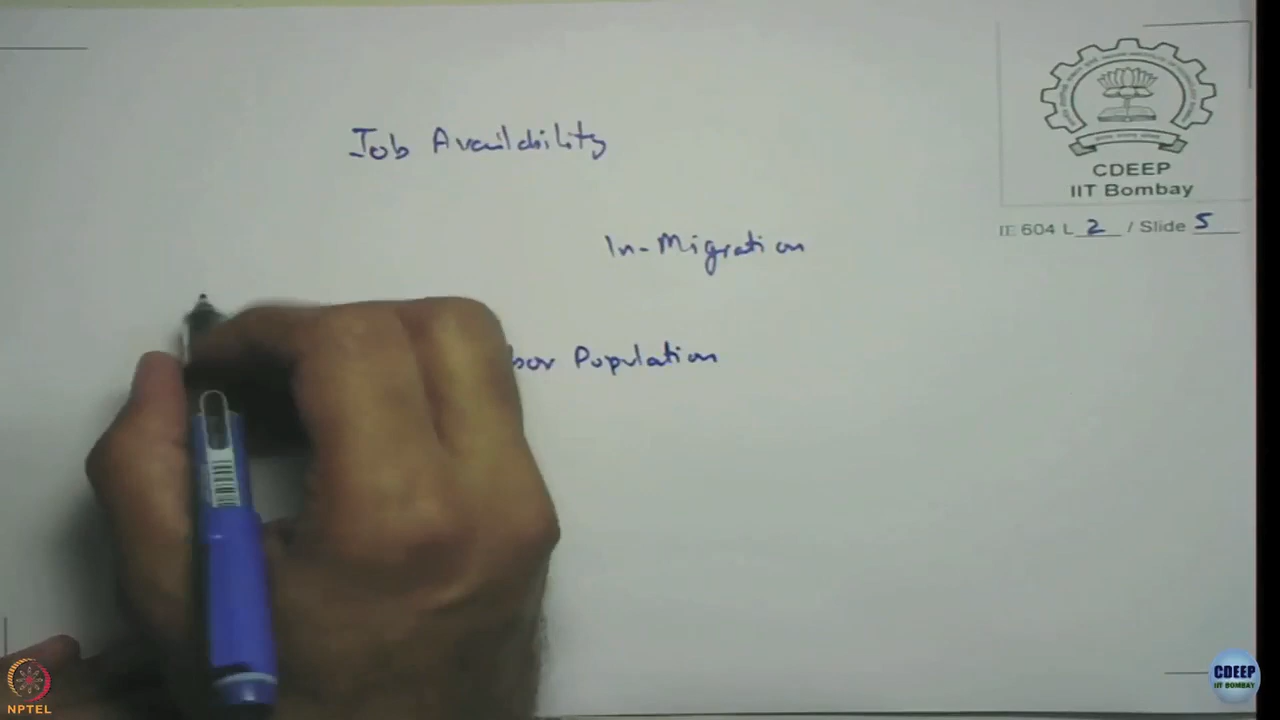 Job Availability
In-Migration
Population
CDEEP
IIT Bombay
IE 604 L 2 / Slide 5
NPTEL
CDEEP
IIT BOMBAY